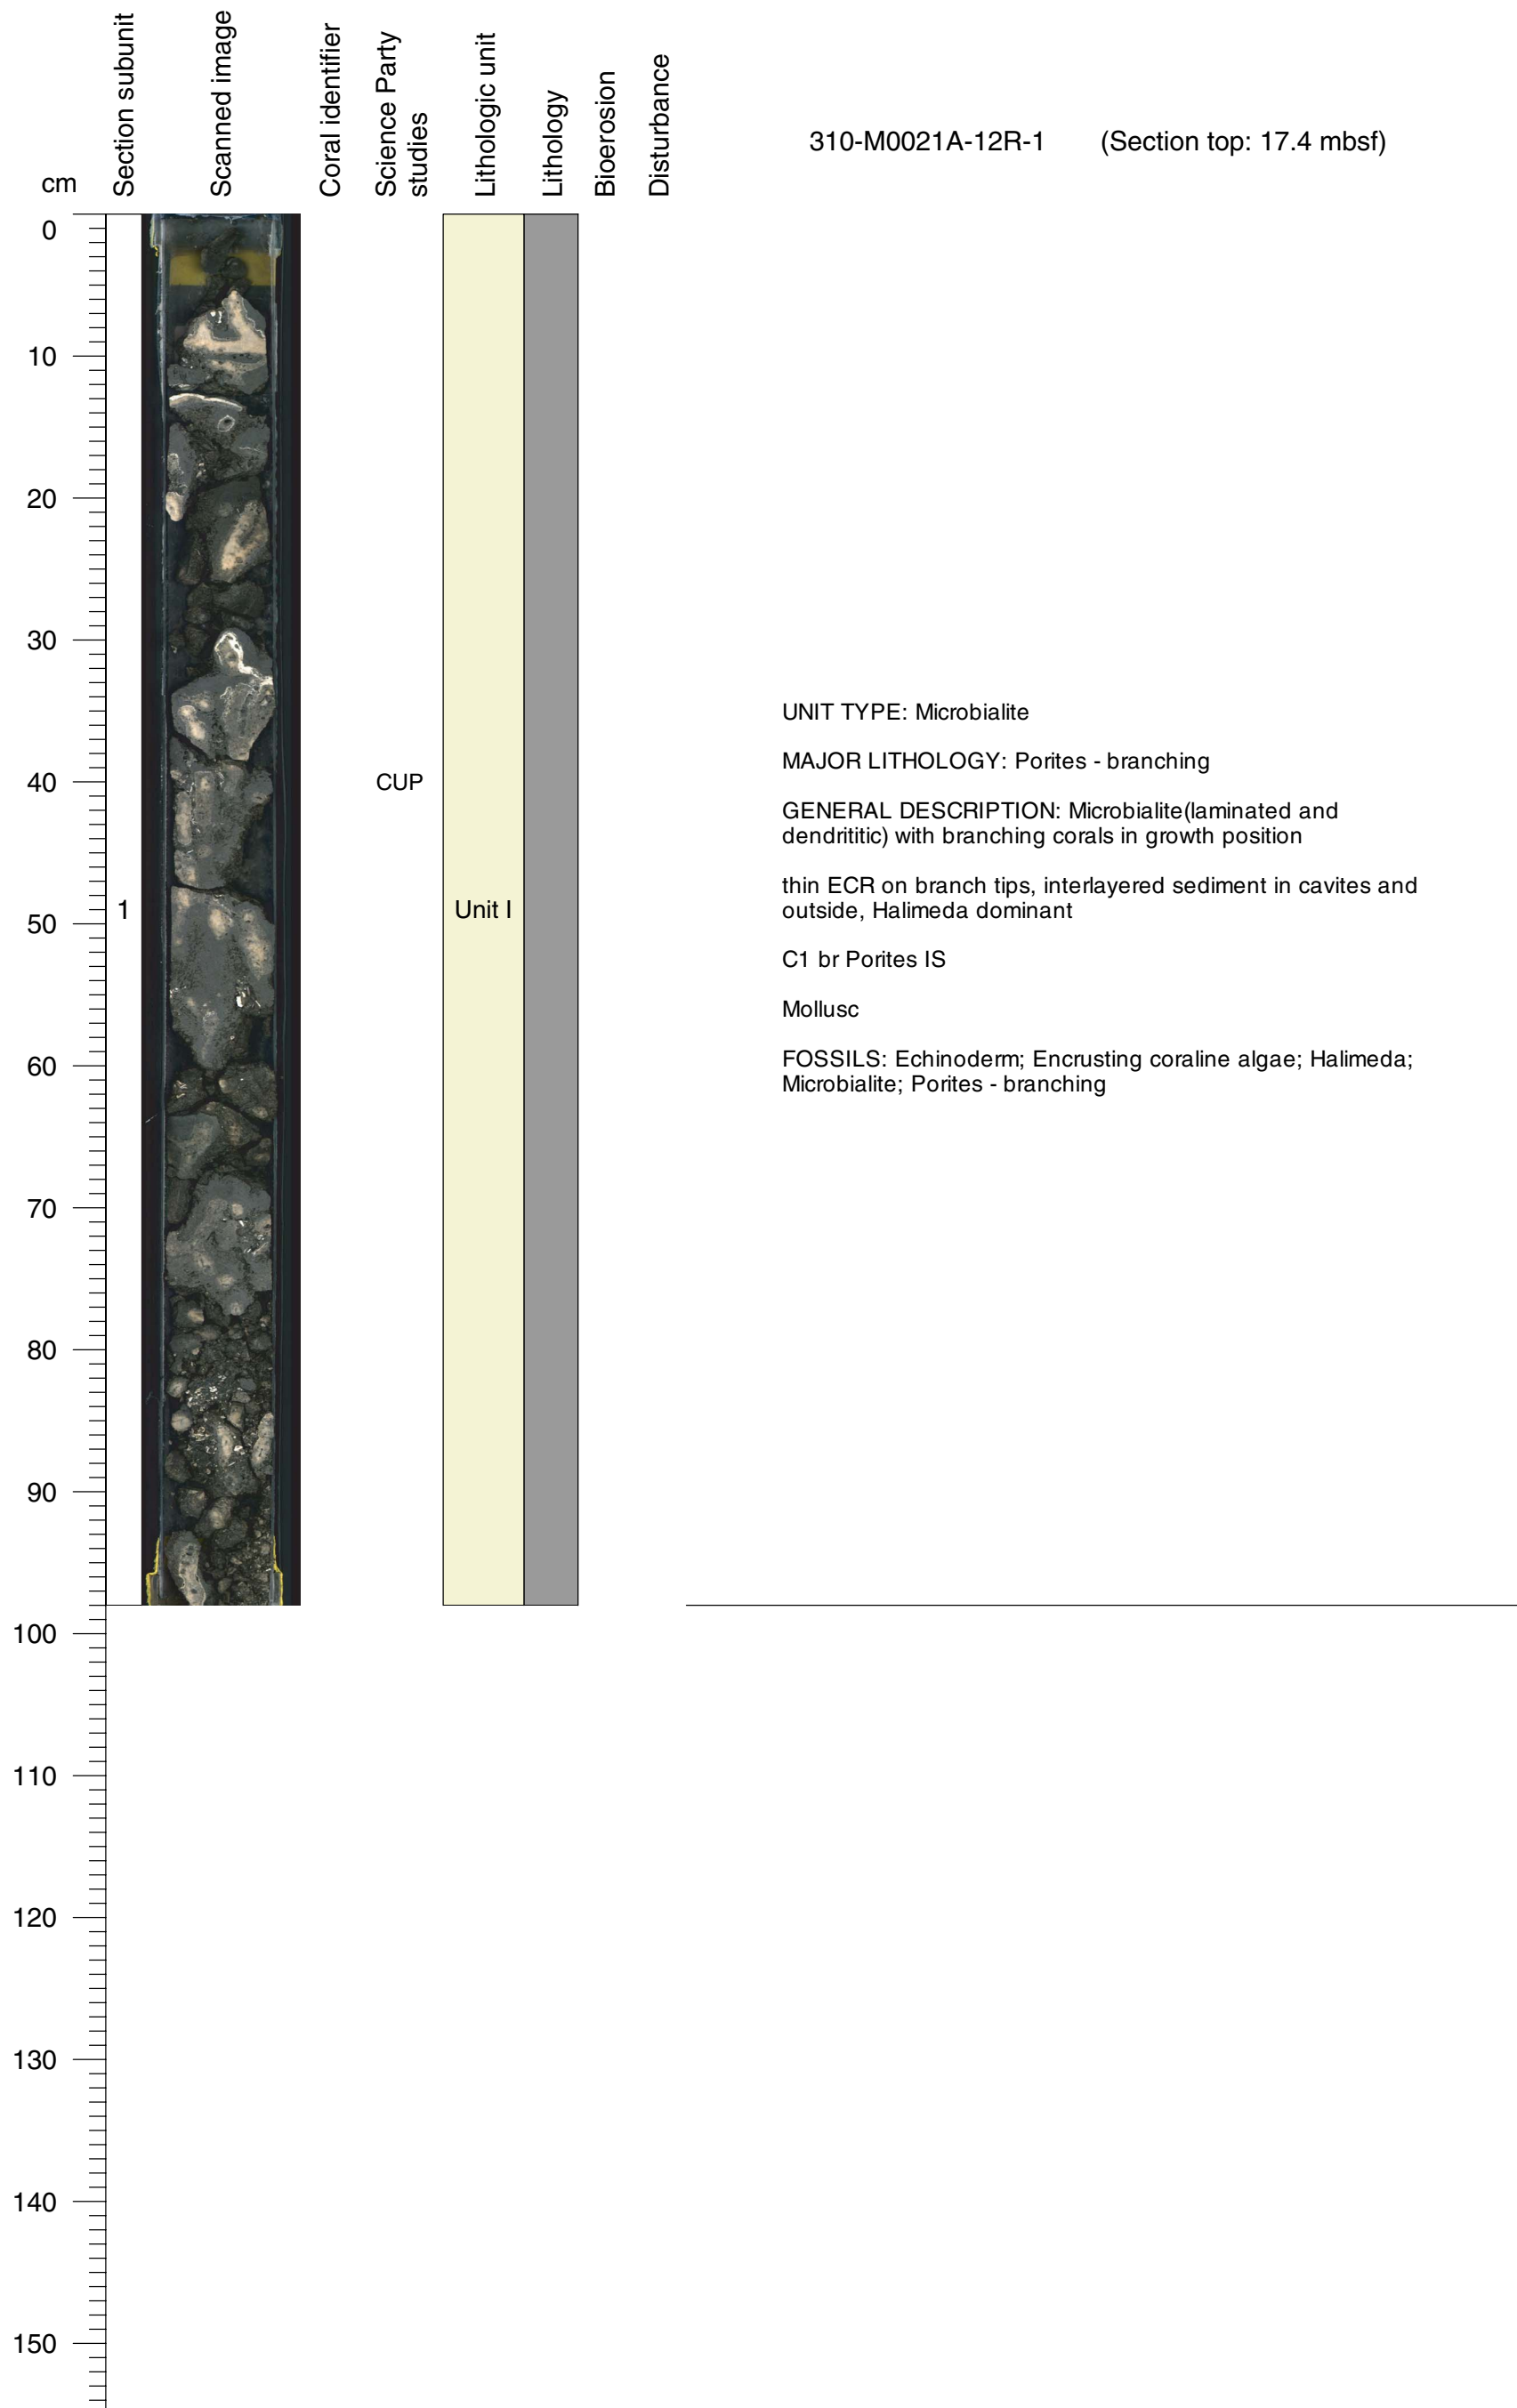 cm
Section subunit
Scanned image
Coral identifier
Science Party
studies
Lithologic unit
Lithology
Bioerosion
Disturbance
310-M0021A-12R-1 (Section top: 17.4 mbsf)
0
10
20
30
40
50
60
70
80
90
100
110
120
130
140
150
1
CUP
Unit I
UNIT TYPE: Microbialite
MAJOR LITHOLOGY: Porites - branching
GENERAL DESCRIPTION: Microbialite(laminated and
dendrititic) with branching corals in growth position
thin ECR on branch tips, interlayered sediment in cavites and
outside, Halimeda dominant
C1 br Porites IS
Mollusc
FOSSILS: Echinoderm; Encrusting coraline algae; Halimeda;
Microbialite; Porites - branching